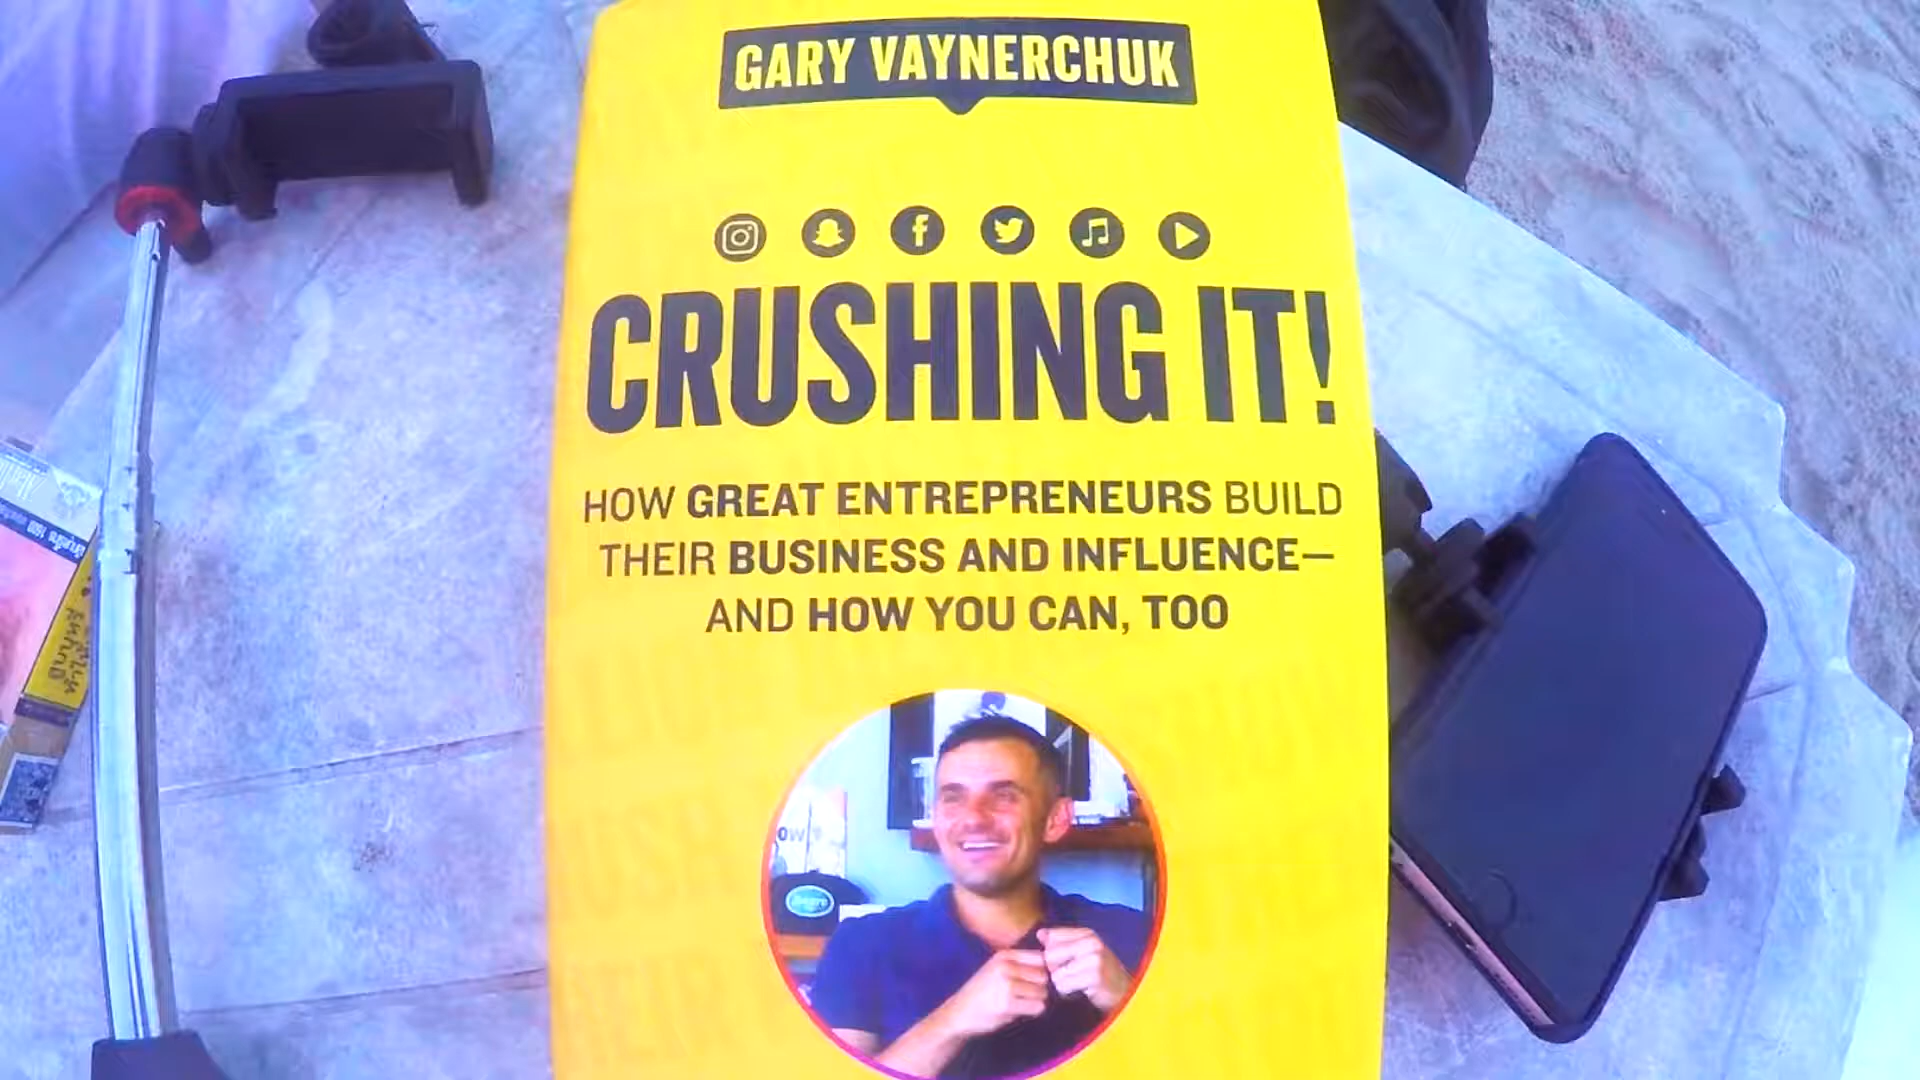 GARY VAYNERCHUK
CRUSHING IT!
HOW GREAT ENTREPRENEURS BUILD
THEIR BUSINESS AND INFLUENCE—
AND HOW YOU CAN, TOO